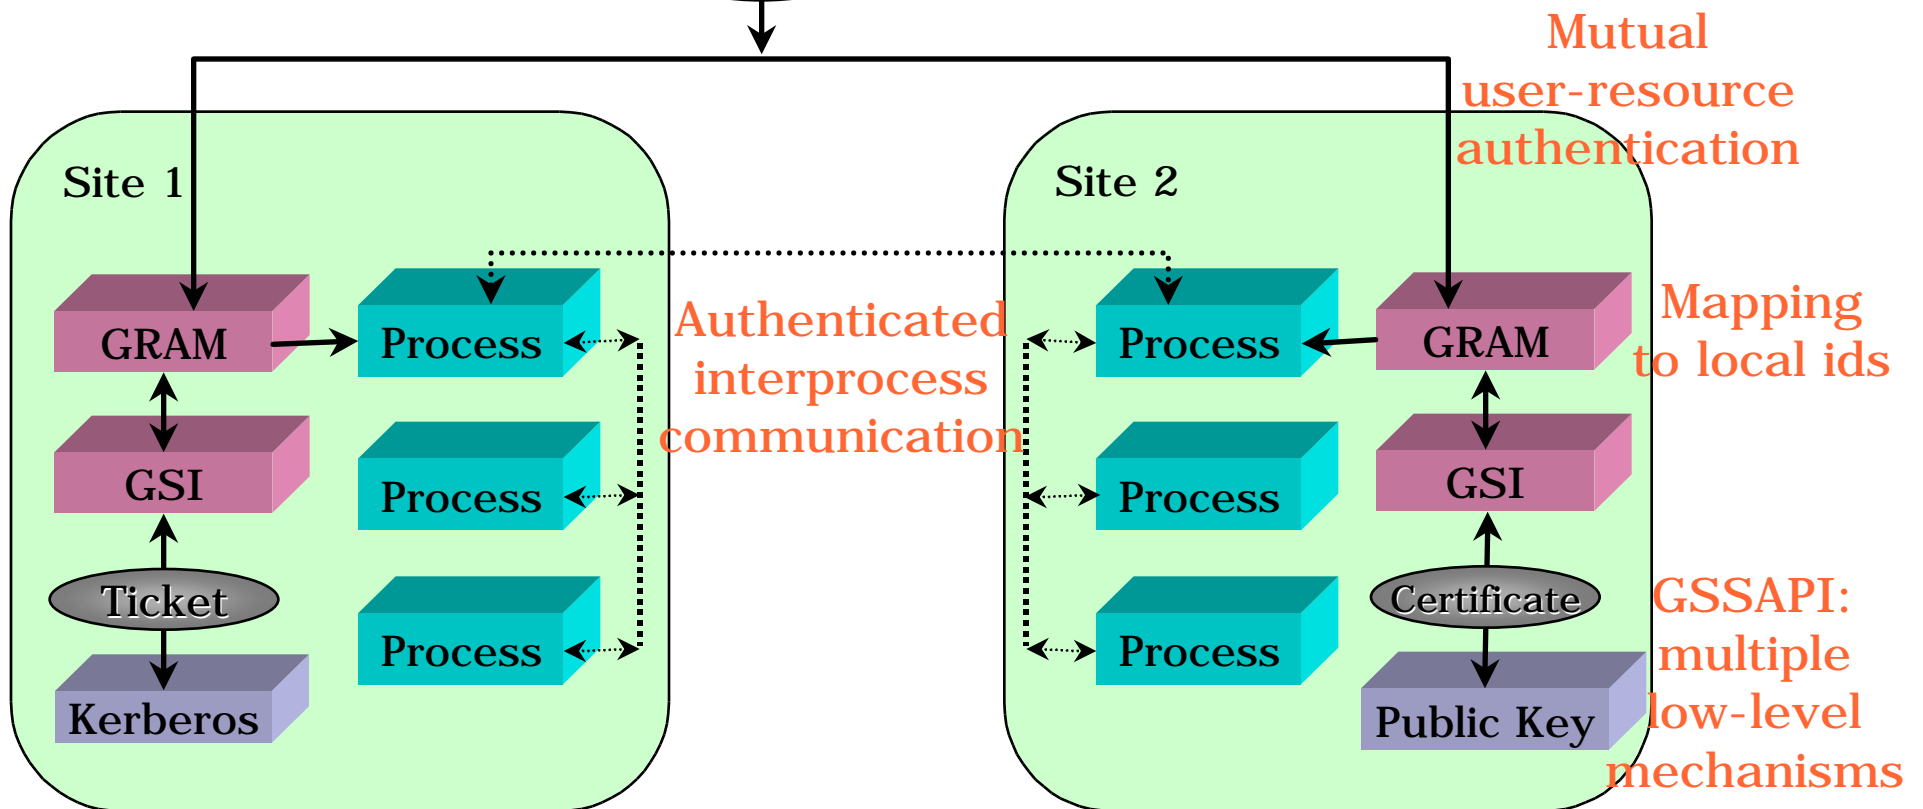 Mutual
user-resource
authentication
Site 1
Site 2
GRAM
Process
Authenticated
interprocess
communication
Process
GRAM
Mapping
to local ids
GSI
Process
Process
GSI
Ticket
Process
Process
Certificate
GSSAPI:
multiple
low-level
mechanisms
Kerberos
Public Key